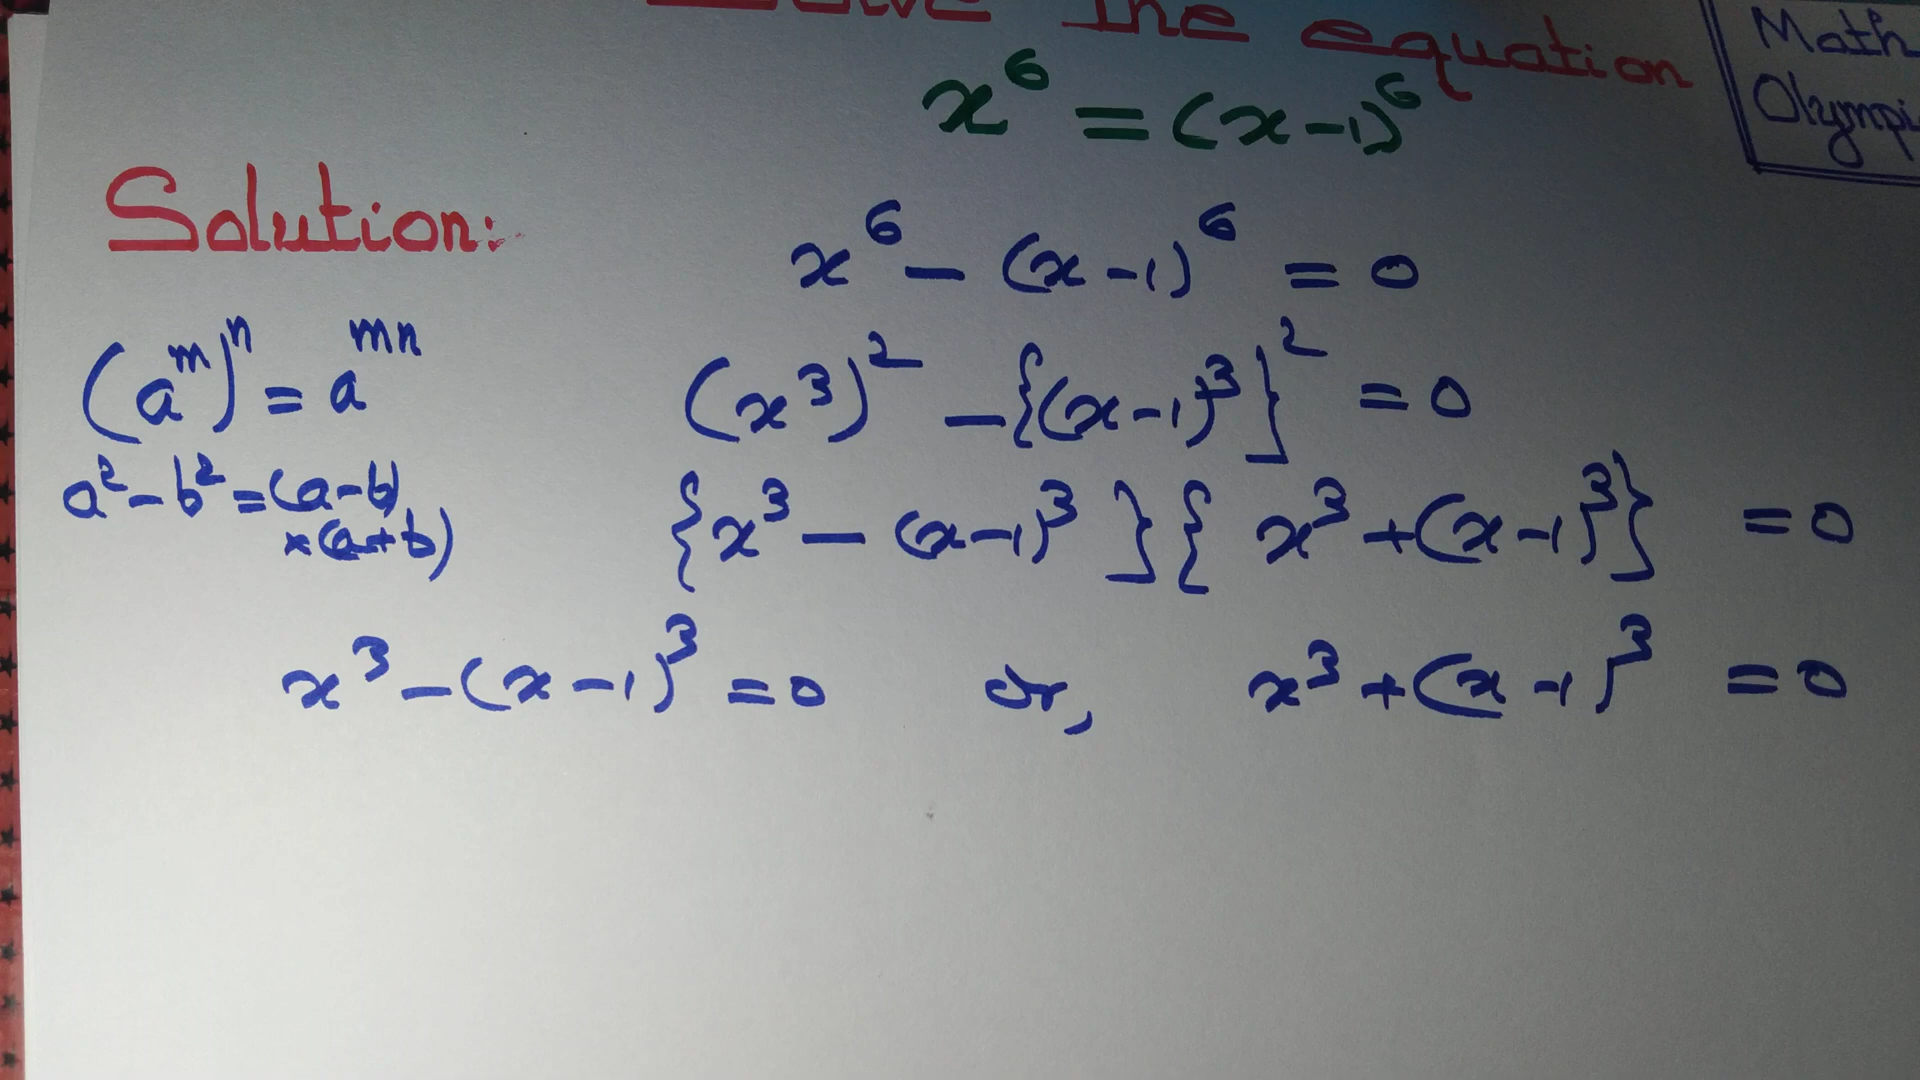 the equation
Math
x⁶ = (x-1)⁶
Solution:
x⁶ - (x-1)⁶ = 0
(aᵐ)ⁿ = aᵐⁿ
(x³)² - {(x-1)³}² = 0
a² - b² = (a-b)
×(a+b)
{x³ - (x-1)³}{x³ + (x-1)³} = 0
x³ - (x-1)³ = 0 or, x³ + (x-1)³ = 0